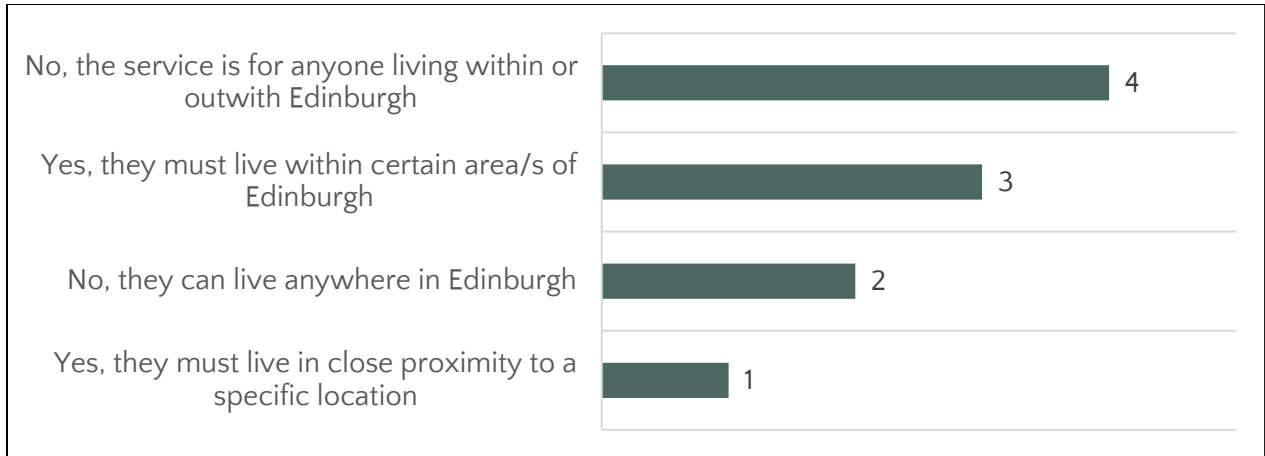 No, the service is for anyone living within or
outwith Edinburgh
4
Yes, they must live within certain area/s of
Edinburgh
3
No, they can live anywhere in Edinburgh
2
Yes, they must live in close proximity to a
specific location
1